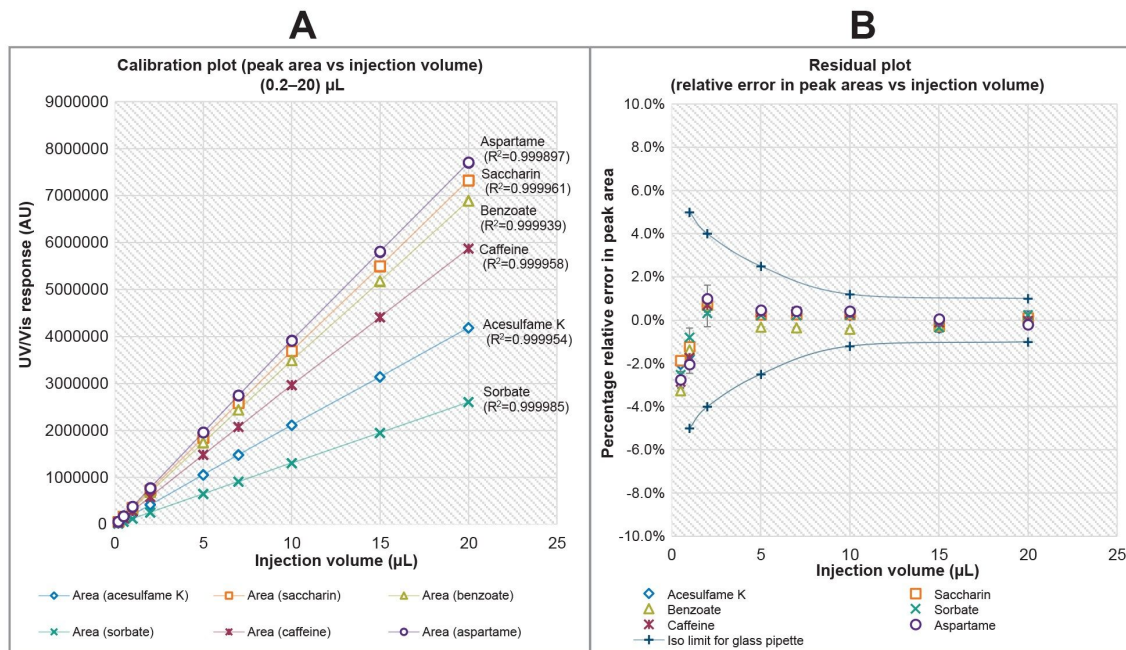 A
B
Calibration plot (peak area vs injection volume)
(0.2–20) µL
9000000
8000000
7000000
6000000
5000000
4000000
3000000
2000000
1000000
0
UV/Vis response (AU)
Aspartame
(R²=0.999897)
Saccharin
(R²=0.999961)
Benzoate
(R²=0.999939)
Caffeine
(R²=0.999958)
Acesulfame K
(R²=0.999954)
Sorbate
(R²=0.999985)
0 5 10 15 20 25
Injection volume (µL)
Area (acesulfame K) Area (saccharin) Area (benzoate)
Area (sorbate) Area (caffeine) Area (aspartame)
Residual plot
(relative error in peak areas vs injection volume)
10.0%
8.0%
6.0%
4.0%
2.0%
0.0%
-2.0%
-4.0%
-6.0%
-8.0%
-10.0%
Percentage relative error in peak area
0 5 10 15 20 25
Injection volume (µL)
Acesulfame K Saccharin
Benzoate Sorbate
Caffeine Aspartame
Iso limit for glass pipette